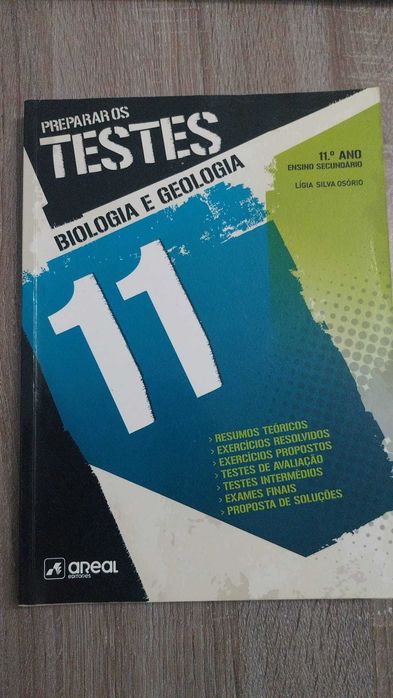 PREPARAR OS
TESTES
BIOLOGIA E GEOLOGIA
11.º ANO
ENSINO SECUNDÁRIO
LÍGIA SILVA OSÓRIO
11
› RESUMOS TEÓRICOS
› EXERCÍCIOS RESOLVIDOS
› EXERCÍCIOS PROPOSTOS
› TESTES DE AVALIAÇÃO
› TESTES INTERMÉDIOS
› EXAMES FINAIS
› PROPOSTA DE SOLUÇÕES
areal
editores